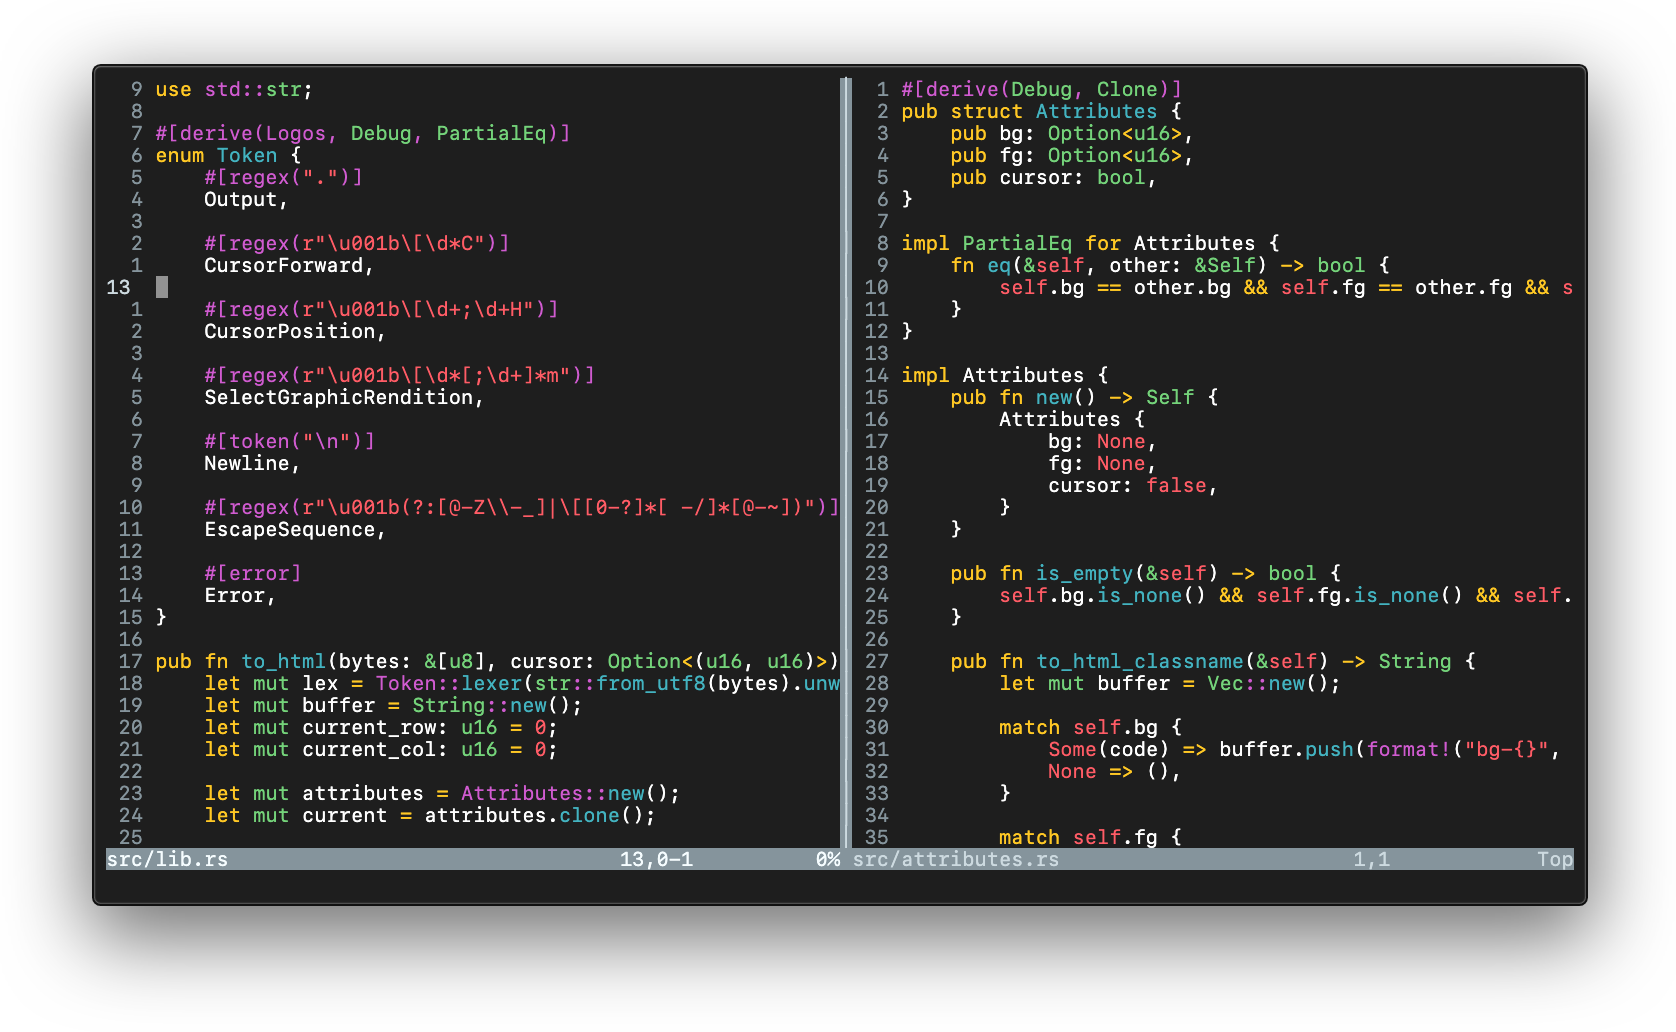 9 use std::str;
8
7 #[derive(Logos, Debug, PartialEq)]
6 enum Token {
5     #[regex(".")]
4     Output,
3
2     #[regex(r"\u001b\[\d*C")]
1     CursorForward,
13
1     #[regex(r"\u001b\[\d+;\d+H")]
2     CursorPosition,
3
4     #[regex(r"\u001b\[\d*[;\d+]*m")]
5     SelectGraphicRendition,
6
7     #[token("\n")]
8     Newline,
9
10     #[regex(r"\u001b(?:[@-Z\\-_]|\[[0-?]*[ -/]*[@-~])")]
11     EscapeSequence,
12
13     #[error]
14     Error,
15 }
16
17 pub fn to_html(bytes: &[u8], cursor: Option<(u16, u16)>)
18     let mut lex = Token::lexer(str::from_utf8(bytes).unw
19     let mut buffer = String::new();
20     let mut current_row: u16 = 0;
21     let mut current_col: u16 = 0;
22
23     let mut attributes = Attributes::new();
24     let mut current = attributes.clone();
25
src/lib.rs 13,0-1 0%
1 #[derive(Debug, Clone)]
2 pub struct Attributes {
3     pub bg: Option<u16>,
4     pub fg: Option<u16>,
5     pub cursor: bool,
6 }
7
8 impl PartialEq for Attributes {
9     fn eq(&self, other: &Self) -> bool {
10         self.bg == other.bg && self.fg == other.fg && s
11     }
12 }
13
14 impl Attributes {
15     pub fn new() -> Self {
16         Attributes {
17             bg: None,
18             fg: None,
19             cursor: false,
20         }
21     }
22
23     pub fn is_empty(&self) -> bool {
24         self.bg.is_none() && self.fg.is_none() && self.
25     }
26
27     pub fn to_html_classname(&self) -> String {
28         let mut buffer = Vec::new();
29
30         match self.bg {
31             Some(code) => buffer.push(format!("bg-{}",
32             None => (),
33         }
34
35         match self.fg {
src/attributes.rs 1,1 Top